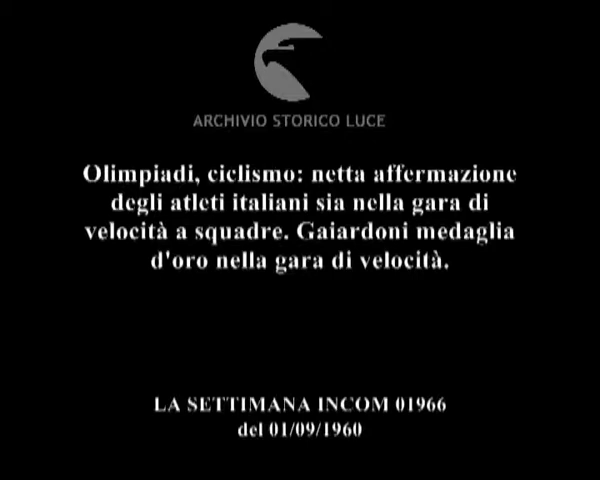 ARCHIVIO STORICO LUCE
Olimpiadi, ciclismo: netta affermazione
degli atleti italiani sia nella gara di
velocità a squadre. Gaiardoni medaglia
d'oro nella gara di velocità.
LA SETTIMANA INCOM 01966
del 01/09/1960